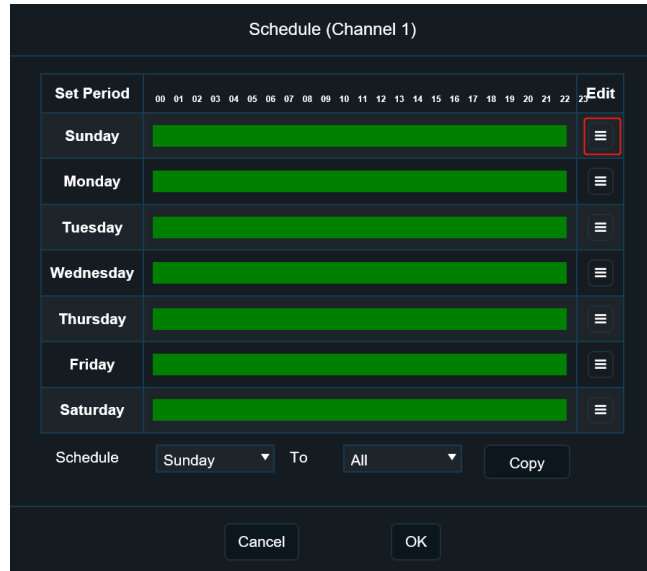 Schedule (Channel 1)
Set Period 00 01 02 03 04 05 06 07 08 09 10 11 12 13 14 15 16 17 18 19 20 21 22 23 Edit
Sunday
Monday
Tuesday
Wednesday
Thursday
Friday
Saturday
Schedule Sunday To All Copy
Cancel OK